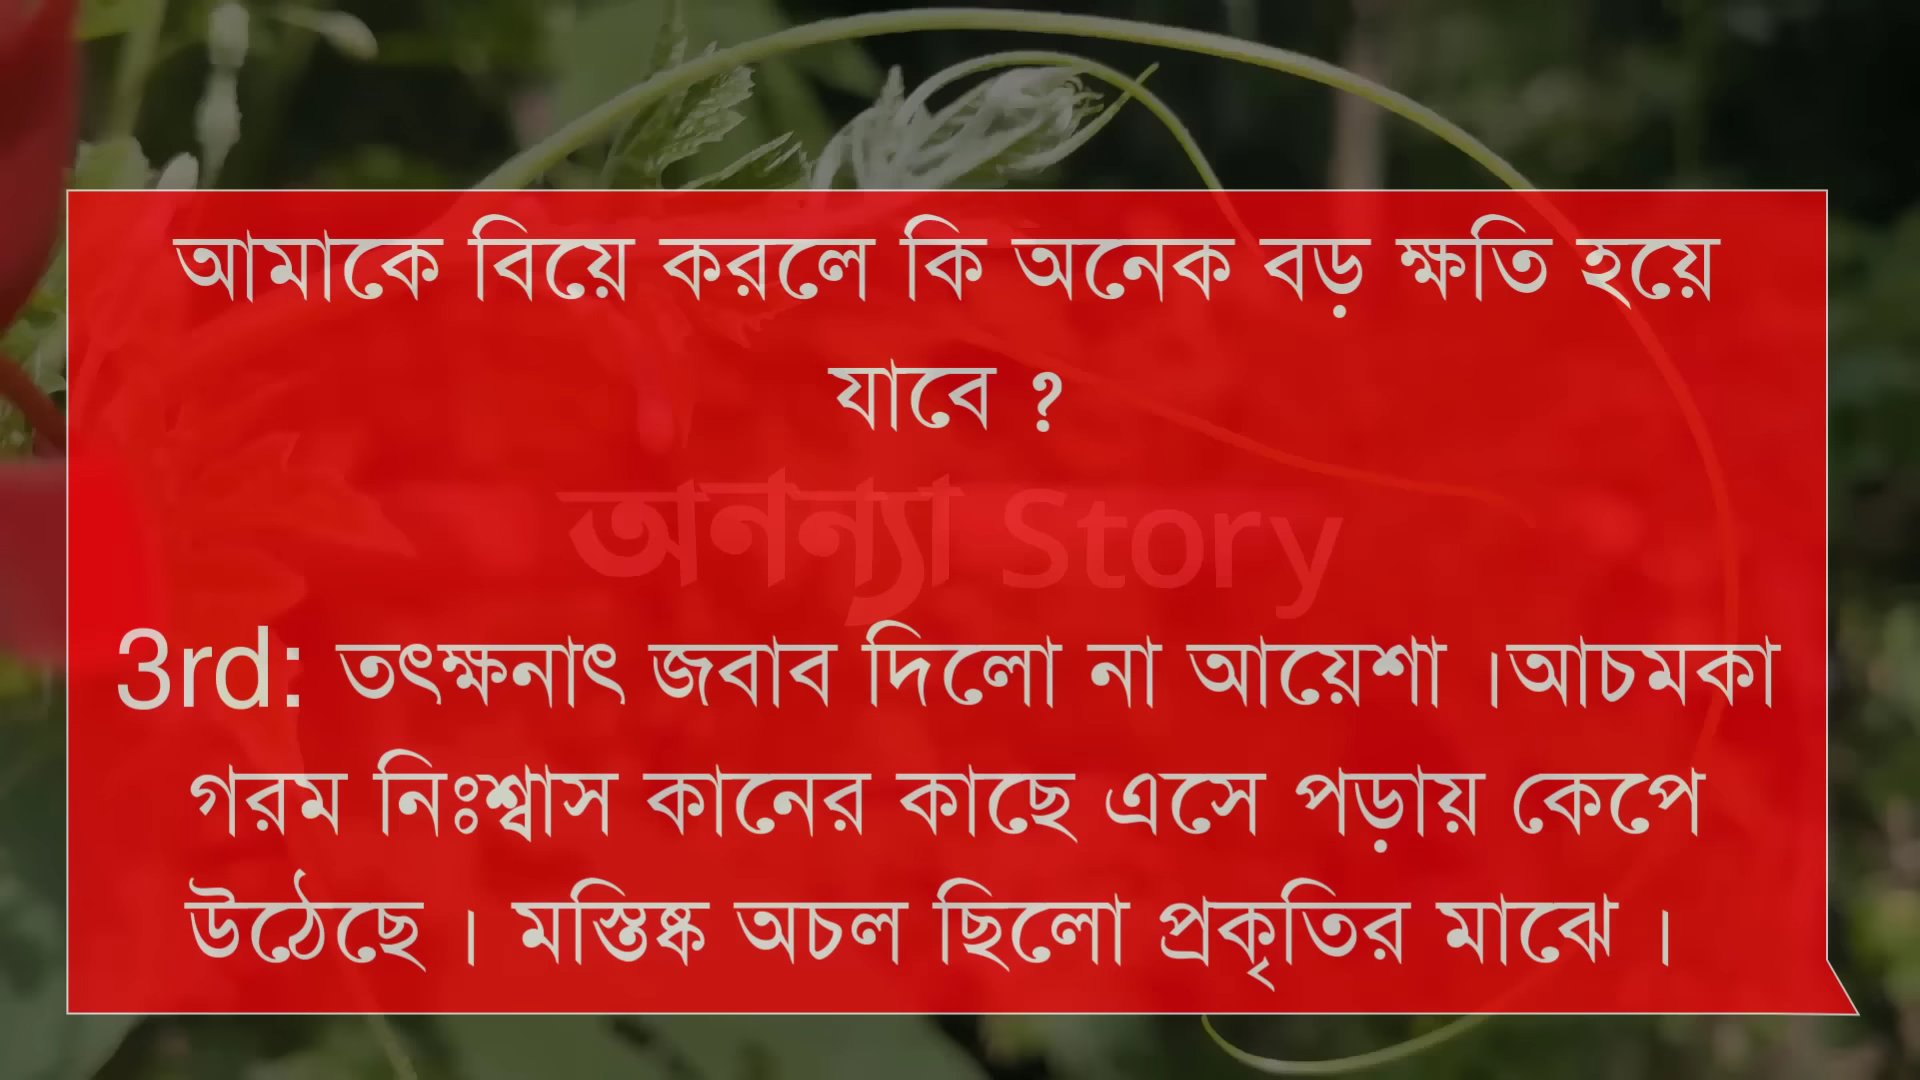 আমাকে বিয়ে করলে কি অনেক বড় ক্ষতি হয়ে
যাবে ?
অনন্যা Story
3rd: তৎক্ষনাৎ জবাব দিলো না আয়েশা ।আচমকা
গরম নিঃশ্বাস কানের কাছে এসে পড়ায় কেপে
উঠেছে । মস্তিষ্ক অচল ছিলো প্রকৃতির মাঝে ।